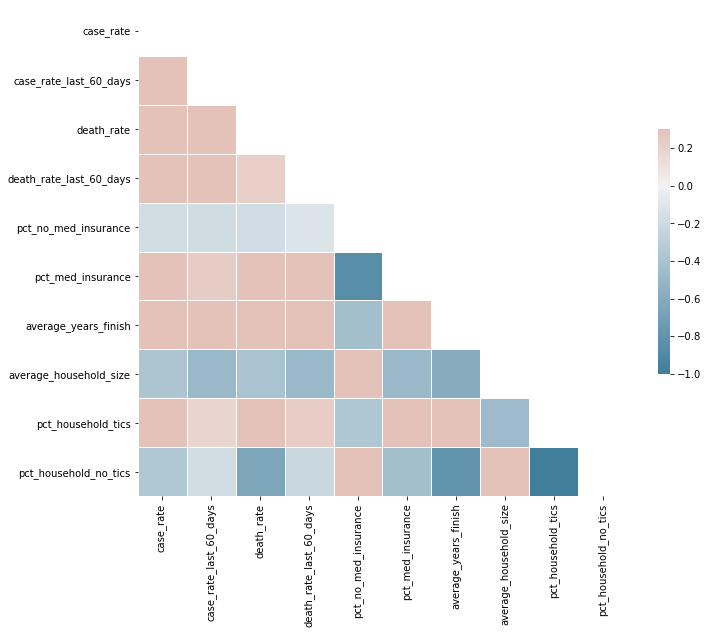 case_rate
case_rate_last_60_days
death_rate
death_rate_last_60_days
pct_no_med_insurance
pct_med_insurance
average_years_finish
average_household_size
pct_household_tics
pct_household_no_tics
0.2
0.0
−0.2
−0.4
−0.6
−0.8
−1.0
case_rate
case_rate_last_60_days
death_rate
death_rate_last_60_days
pct_no_med_insurance
pct_med_insurance
average_years_finish
average_household_size
pct_household_tics
pct_household_no_tics